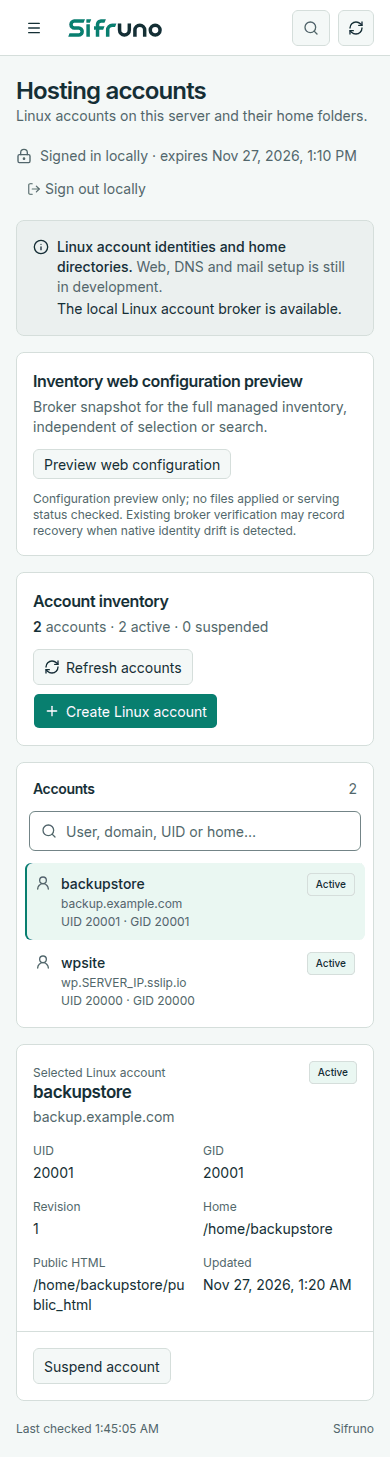 Sifruno
Hosting accounts
Linux accounts on this server and their home folders.
Signed in locally · expires Nov 27, 2026, 1:10 PM
Sign out locally
Linux account identities and home
directories. Web, DNS and mail setup is still
in development.
The local Linux account broker is available.
Inventory web configuration preview
Broker snapshot for the full managed inventory,
independent of selection or search.
Preview web configuration
Configuration preview only; no files applied or serving
status checked. Existing broker verification may record
recovery when native identity drift is detected.
Account inventory
2 accounts · 2 active · 0 suspended
Refresh accounts
Create Linux account
Accounts 2
User, domain, UID or home...
backupstore Active
backup.example.com
UID 20001 · GID 20001
wpsite Active
wp.SERVER_IP.sslip.io
UID 20000 · GID 20000
Selected Linux account Active
backupstore
backup.example.com
UID GID
20001 20001
Revision Home
1 /home/backupstore
Public HTML Updated
/home/backupstore/pu Nov 27, 2026, 1:20 AM
blic_html
Suspend account
Last checked 1:45:05 AM Sifruno